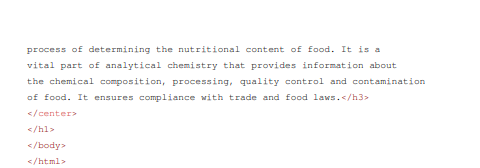 process of determining the nutritional content of food. It is a
vital part of analytical chemistry that provides information about
the chemical composition, processing, quality control and contamination
of food. It ensures compliance with trade and food laws.</h3>
</center>
</h1>
</body>
</html>